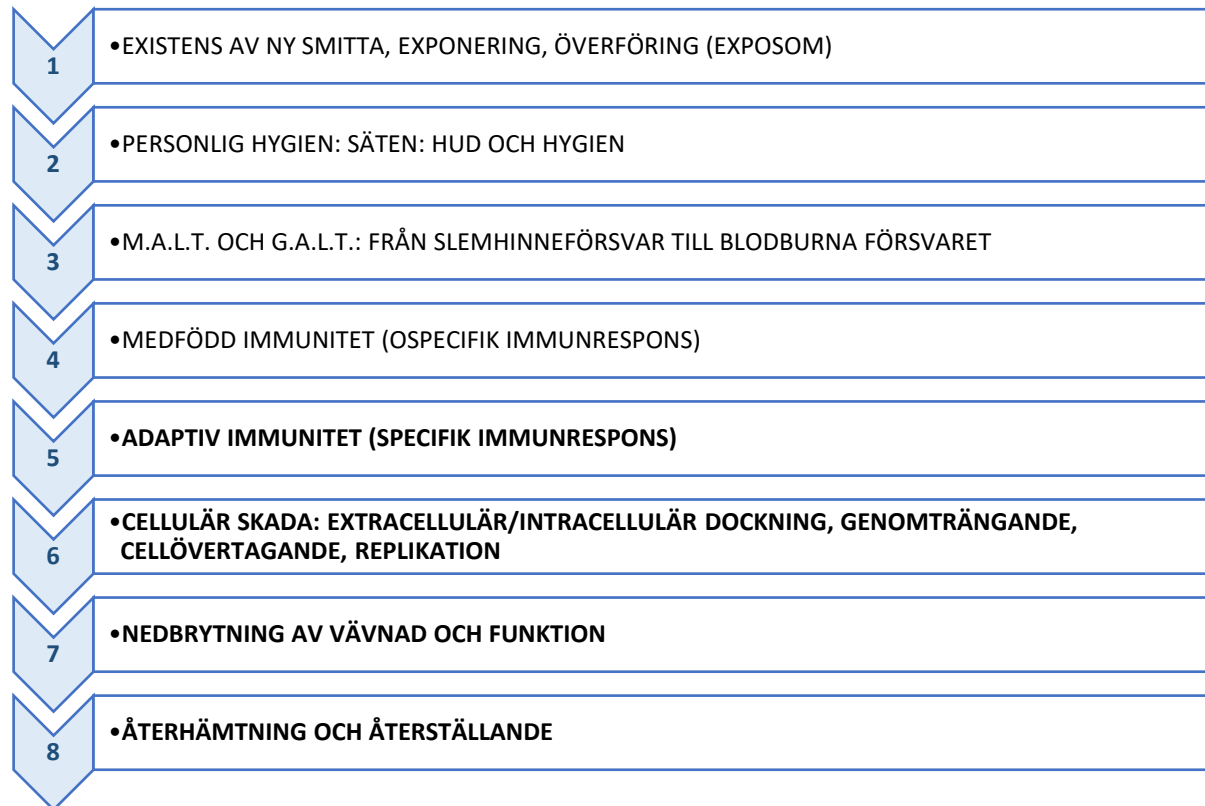 1
•EXISTENS AV NY SMITTA, EXPONERING, ÖVERFÖRING (EXPOSOM)
2
•PERSONLIG HYGIEN: SÄTEN: HUD OCH HYGIEN
3
•M.A.L.T. OCH G.A.L.T.: FRÅN SLEMHINNEFÖRSVAR TILL BLODBURNA FÖRSVARET
4
•MEDFÖDD IMMUNITET (OSPECIFIK IMMUNRESPONS)
5
•ADAPTIV IMMUNITET (SPECIFIK IMMUNRESPONS)
6
•CELLULÄR SKADA: EXTRACELLULÄR/INTRACELLULÄR DOCKNING, GENOMTRÄNGANDE,
CELLÖVERTAGANDE, REPLIKATION
7
•NEDBRYTNING AV VÄVNAD OCH FUNKTION
8
•ÅTERHÄMTNING OCH ÅTERSTÄLLANDE